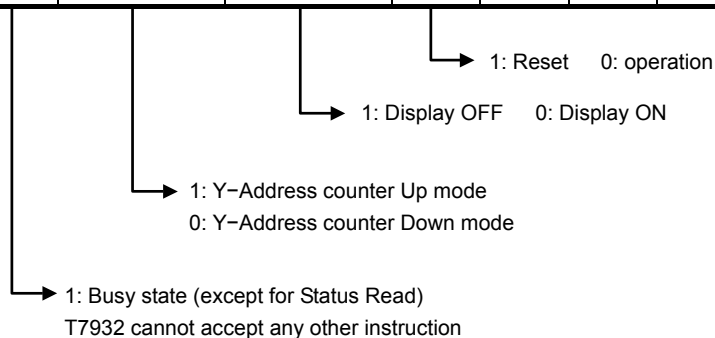 1: Reset 0: operation
1: Display OFF 0: Display ON
1: Y−Address counter Up mode
0: Y−Address counter Down mode
1: Busy state (except for Status Read)
T7932 cannot accept any other instruction